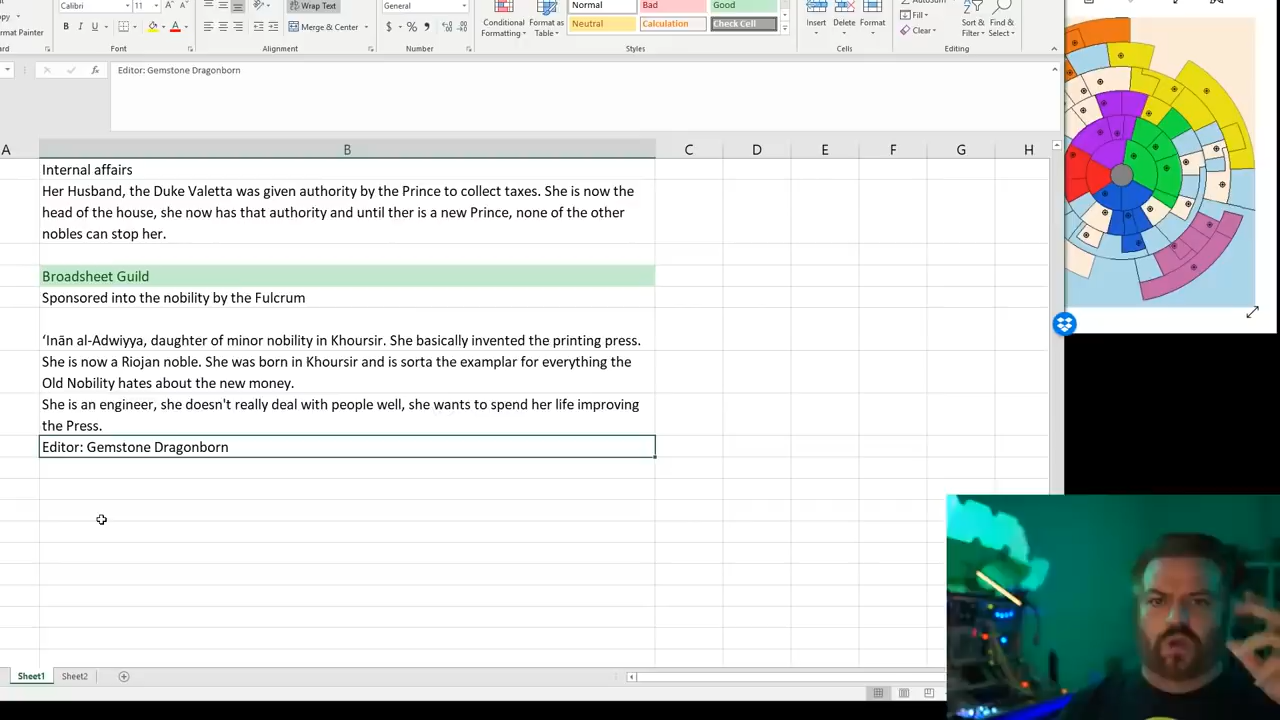 Calibri
11
Wrap Text
General
Normal
Bad
Good
Format Painter
Merge & Center
Conditional
Formatting
Format as
Table
Neutral
Calculation
Check Cell
Insert
Delete
Format
Fill
Clear
Sort &
Filter
Find &
Select
Font
Alignment
Number
Styles
Cells
Editing
fx
Editor: Gemstone Dragonborn
A B C D E F G H
Internal affairs
Her Husband, the Duke Valetta was given authority by the Prince to collect taxes. She is now the
head of the house, she now has that authority and until ther is a new Prince, none of the other
nobles can stop her.
Broadsheet Guild
Sponsored into the nobility by the Fulcrum
‘Inān al-Adwiyya, daughter of minor nobility in Khoursir. She basically invented the printing press.
She is now a Riojan noble. She was born in Khoursir and is sorta the examplar for everything the
Old Nobility hates about the new money.
She is an engineer, she doesn't really deal with people well, she wants to spend her life improving
the Press.
Editor: Gemstone Dragonborn
Sheet1
Sheet2